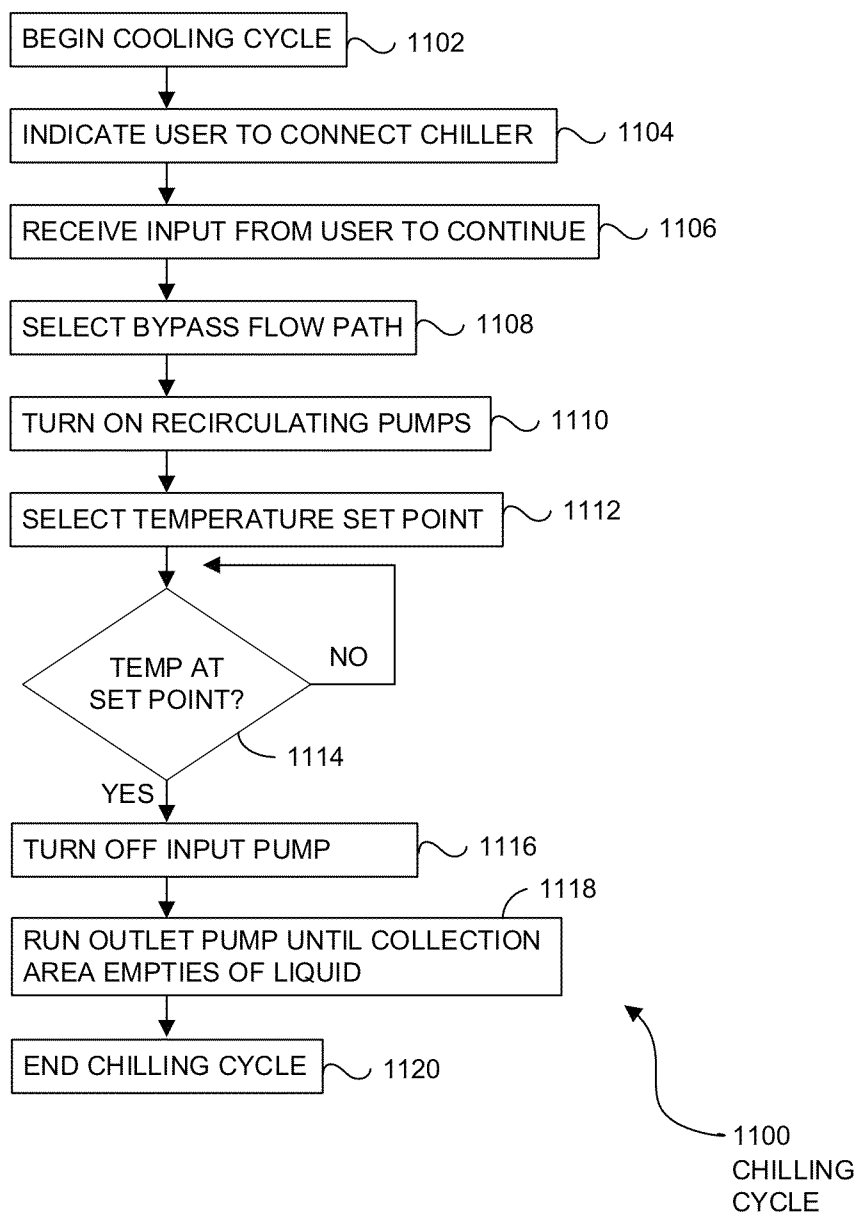 BEGIN COOLING CYCLE
1102
INDICATE USER TO CONNECT CHILLER
1104
RECEIVE INPUT FROM USER TO CONTINUE
1106
SELECT BYPASS FLOW PATH
1108
TURN ON RECIRCULATING PUMPS
1110
SELECT TEMPERATURE SET POINT
1112
TEMP AT
SET POINT?
NO
1114
YES
TURN OFF INPUT PUMP
1116
1118
RUN OUTLET PUMP UNTIL COLLECTION
AREA EMPTIES OF LIQUID
END CHILLING CYCLE
1120
1100
CHILLING
CYCLE